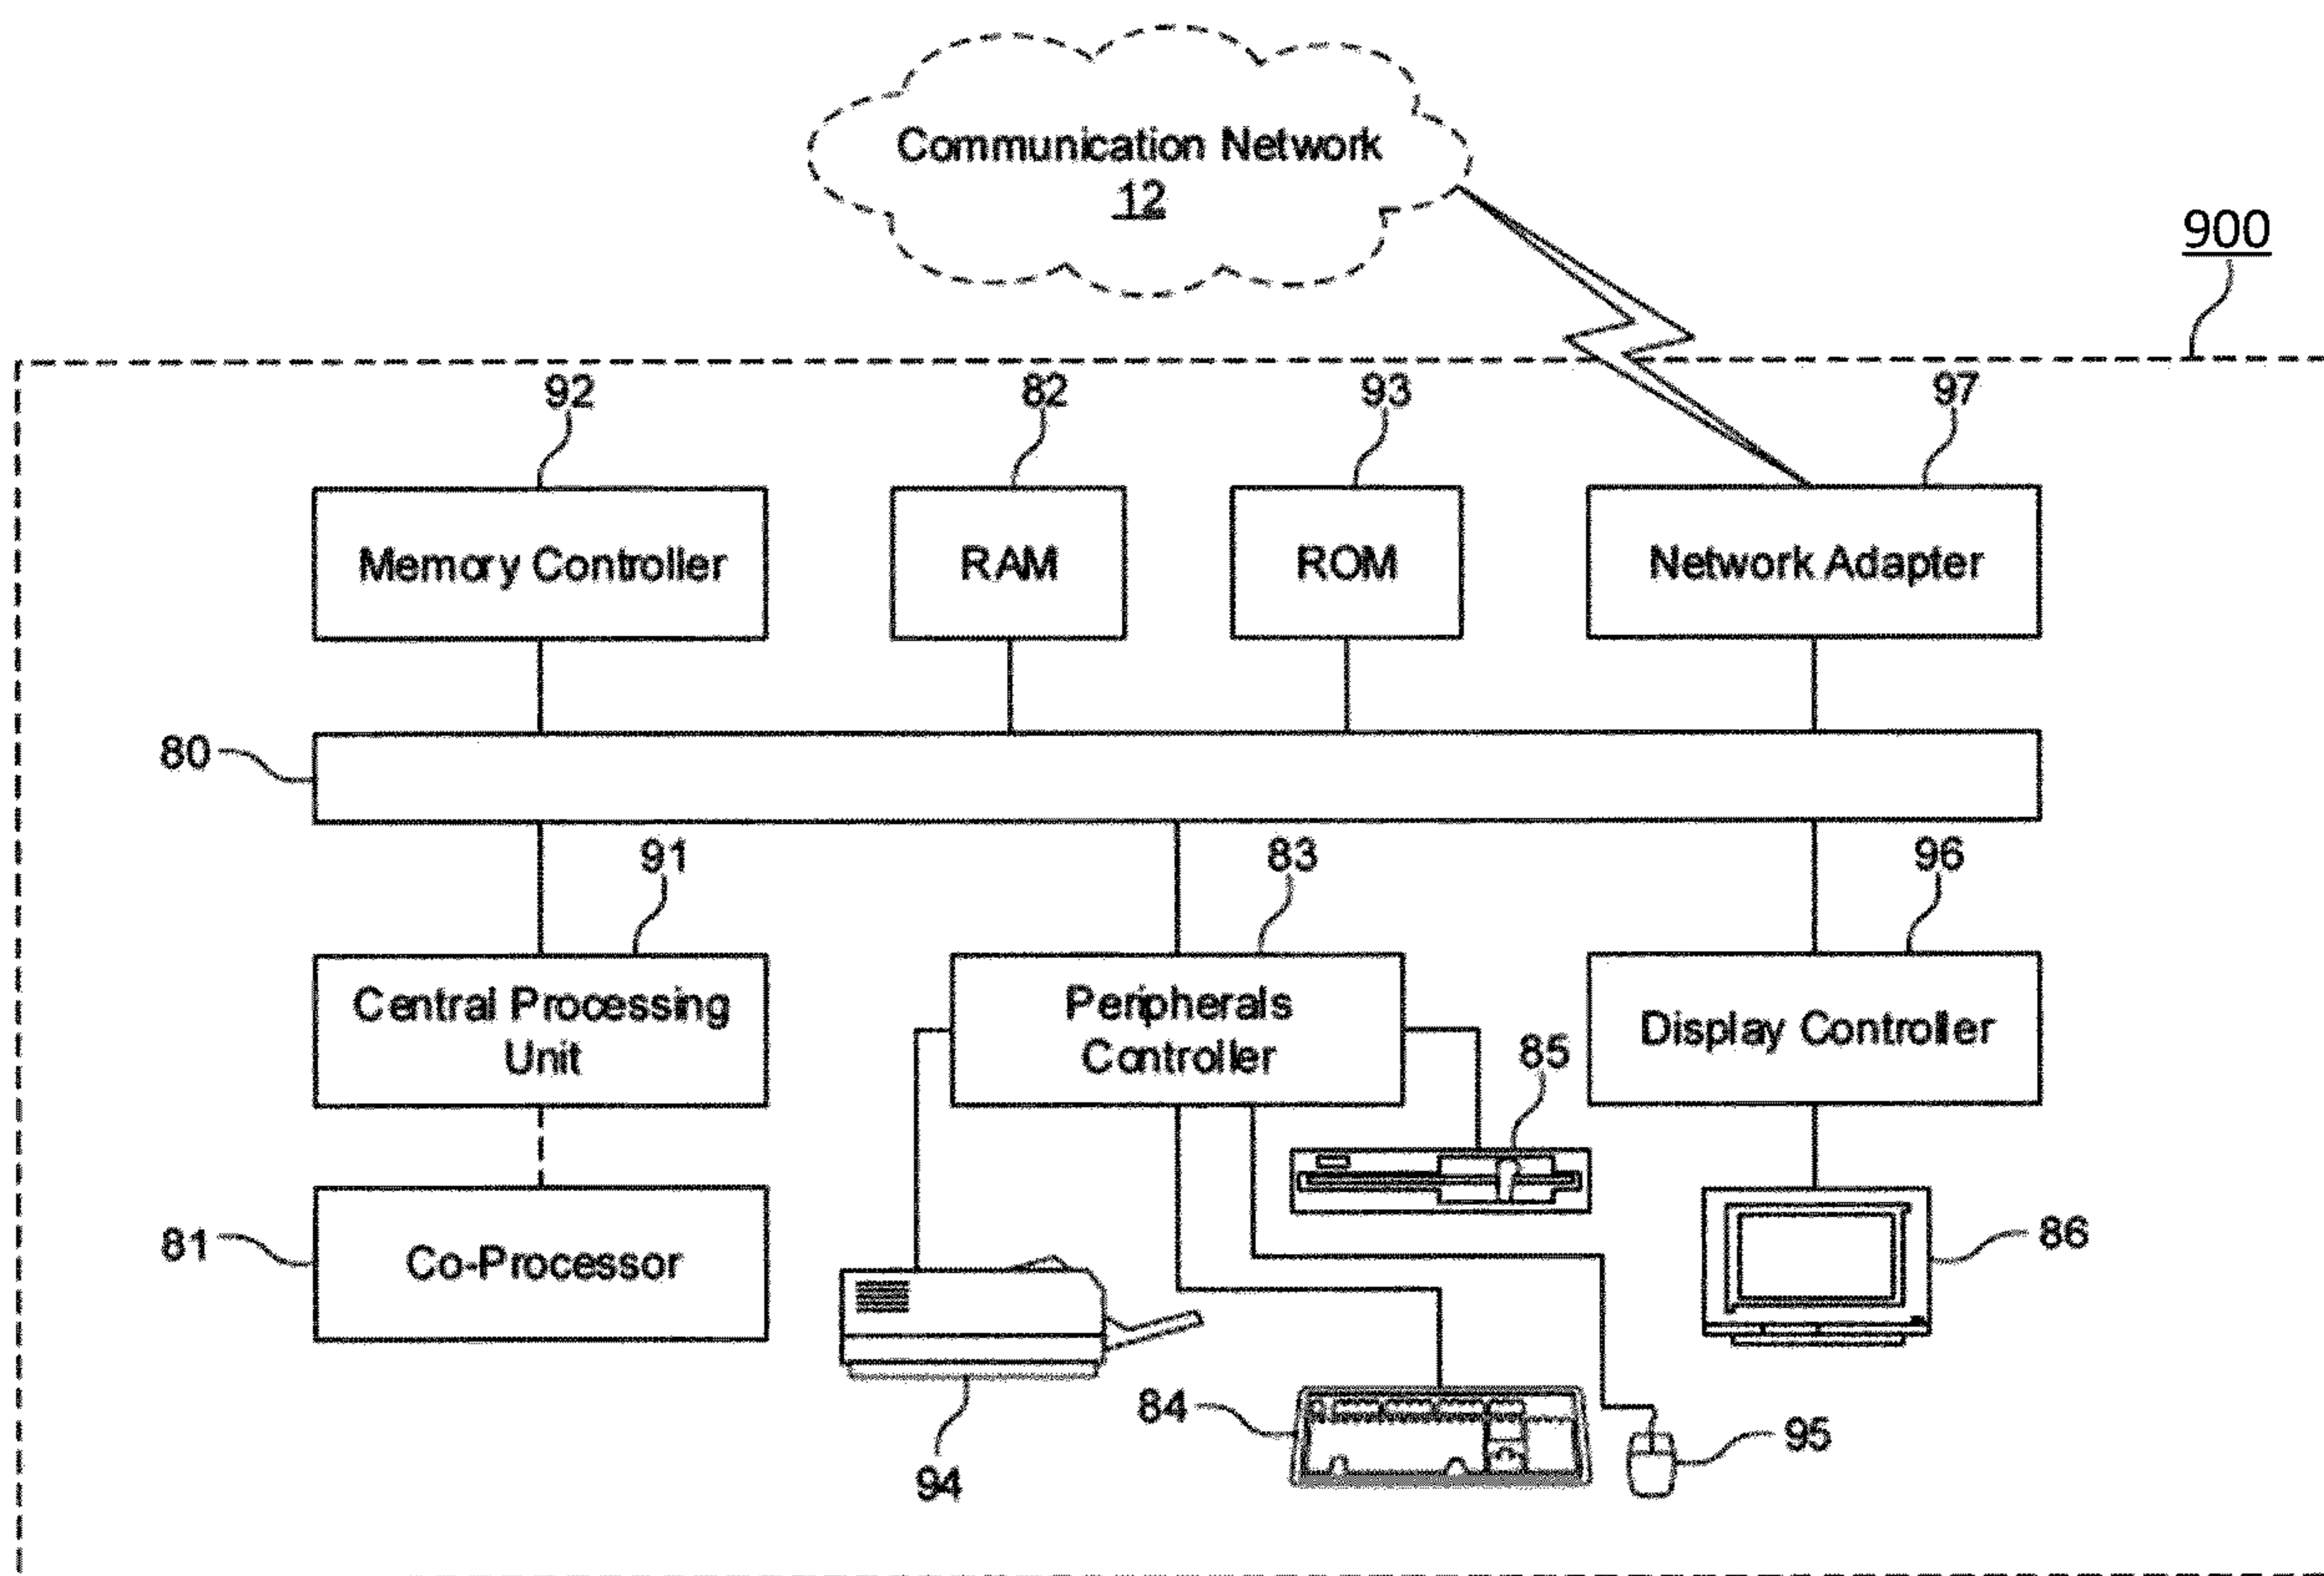 Communication Network
12
900
92
82
93
97
Memory Controller
RAM
ROM
Network Adapter
80
91
83
96
Central Processing
Unit
Peripherals
Controller
Display Controller
85
81
Co-Processor
86
84
95
94